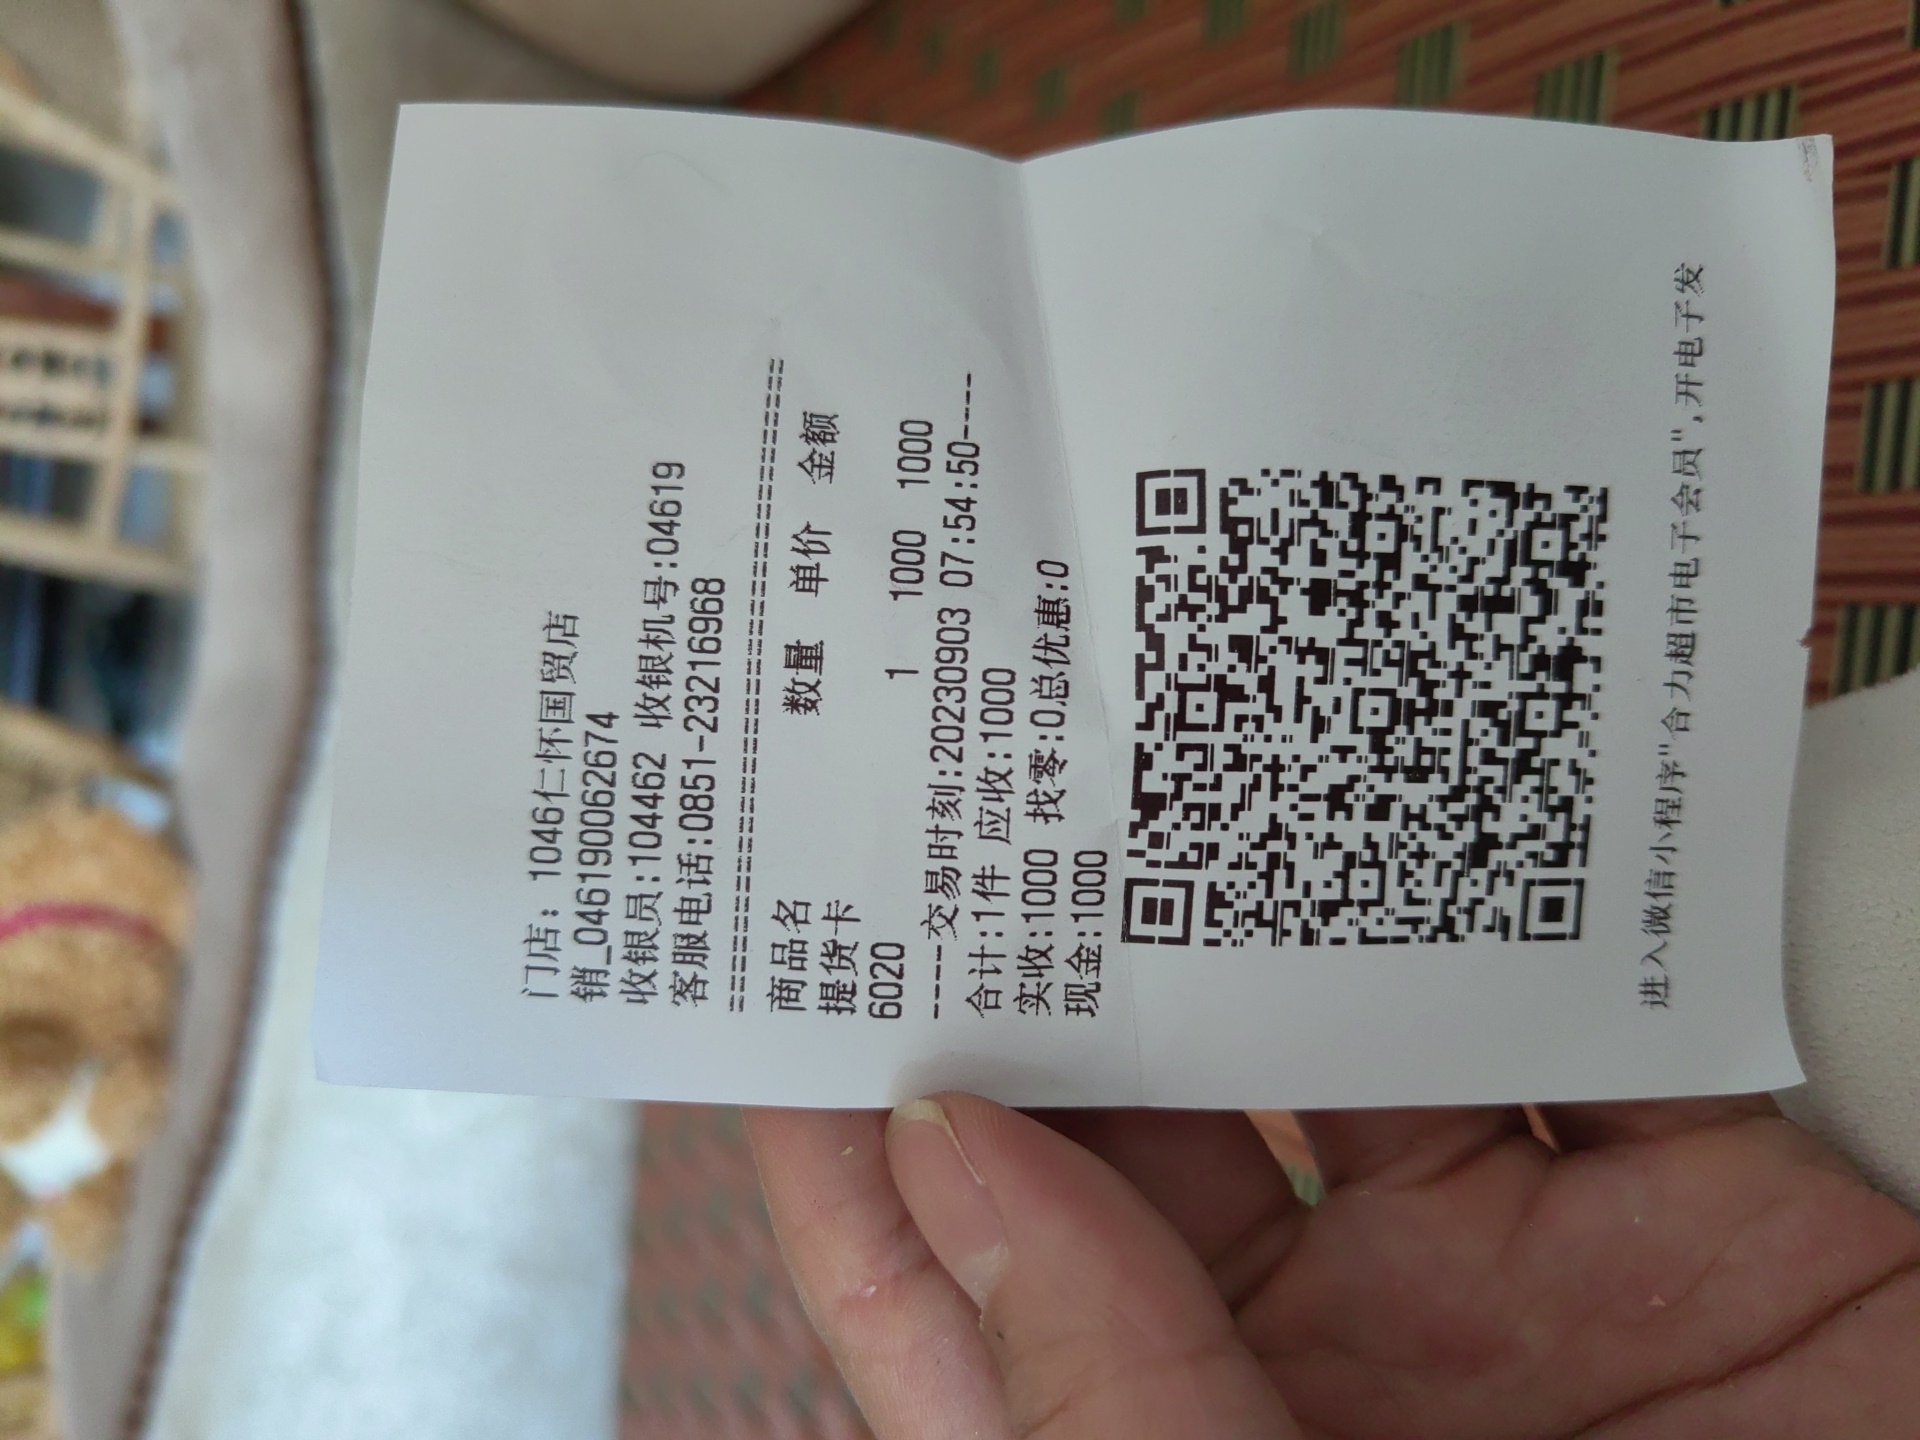 门店: 1046仁怀国贸店
销_046190062674
收银员:10462 收银机号:04619
客服电话:0851-23216968
商品名 数量 单价 金额
提货卡
6020 1 1000 1000
----交易时刻:20230903 07:54:50----
合计:1件 应收:1000
实收:1000 找零:0总优惠:0
现金:1000
进入微信小程序"合力超市电子会员",开电子发